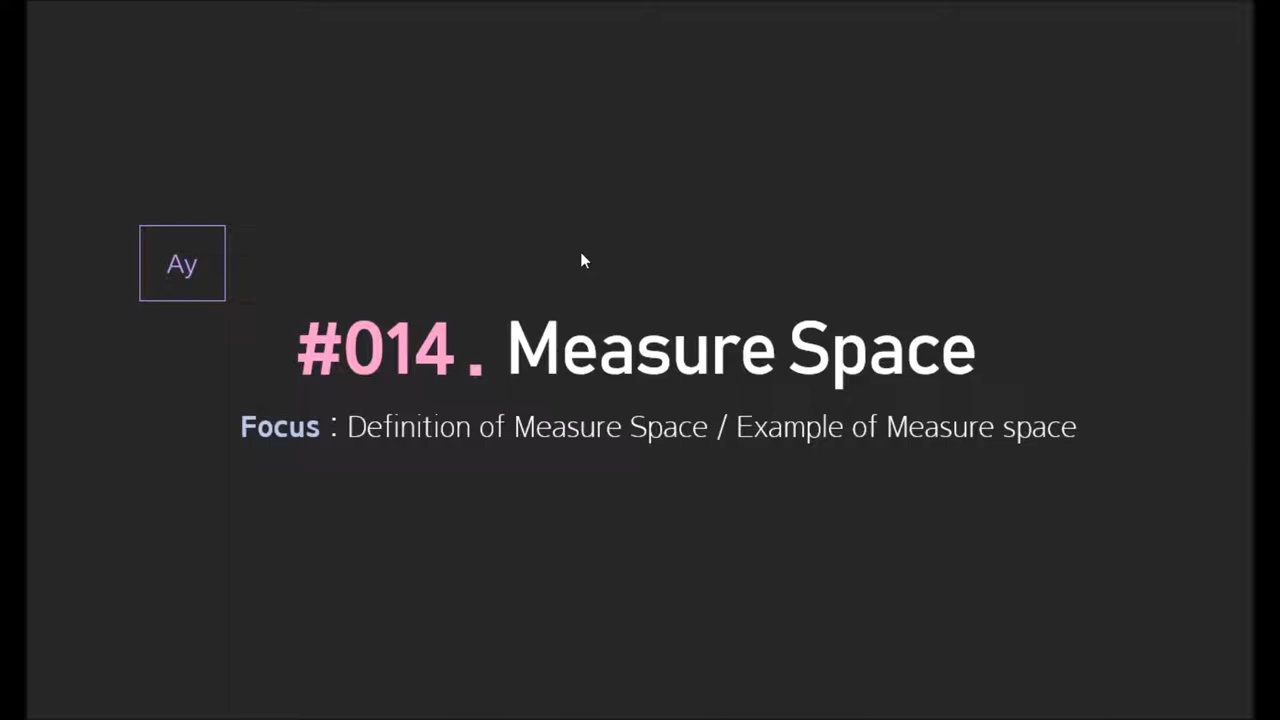 Ay
#014. Measure Space
Focus : Definition of Measure Space / Example of Measure space